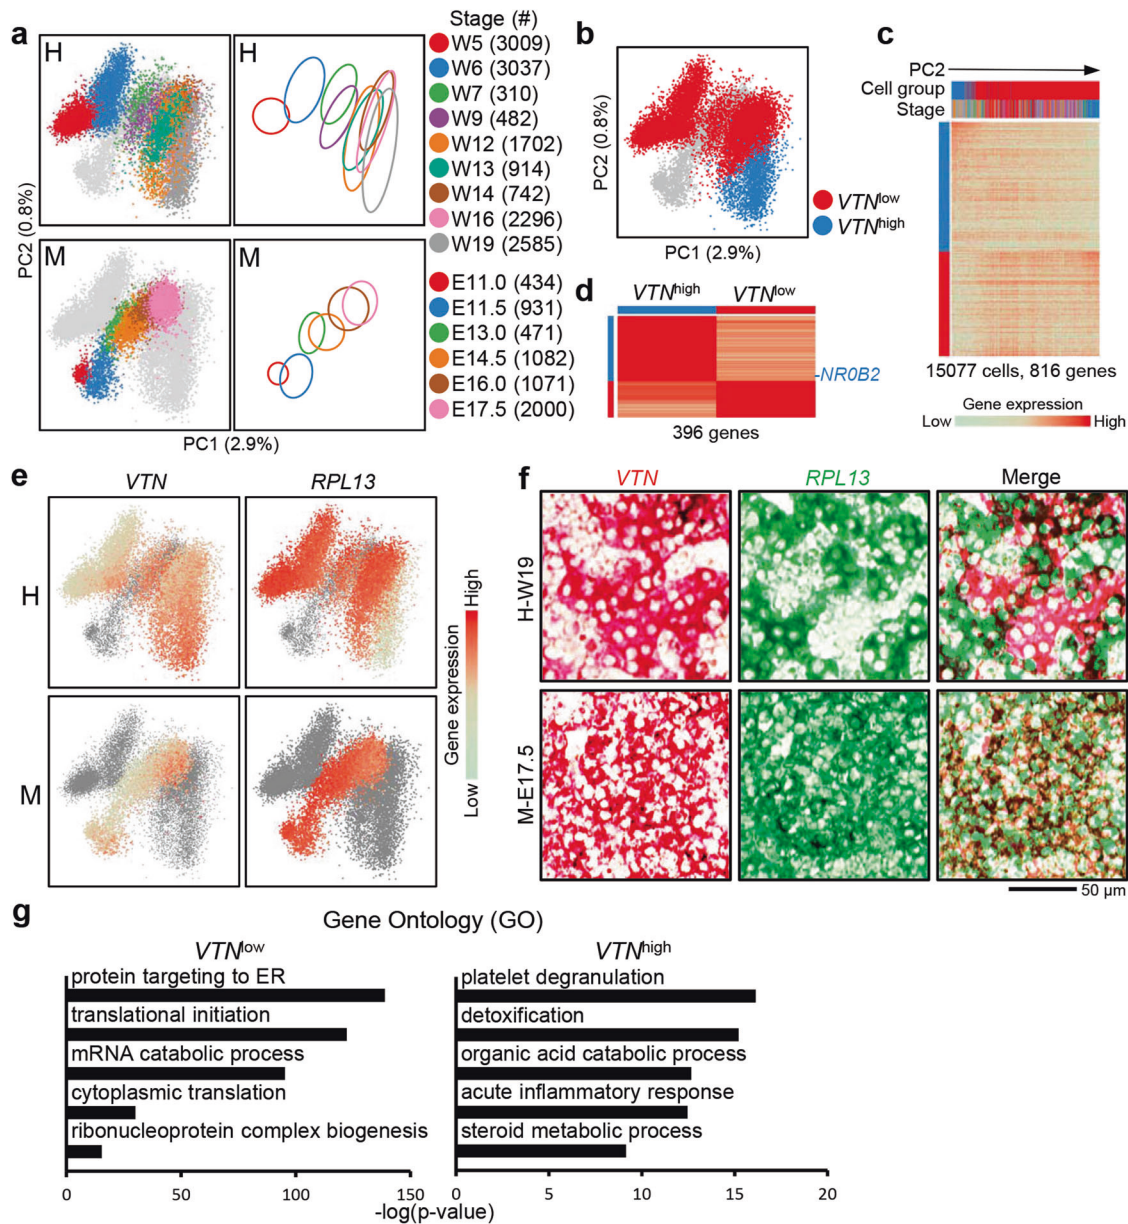 a
H
H
M
M
PC2 (0.8%)
PC1 (2.9%)
Stage (#)
W5 (3009)
W6 (3037)
W7 (310)
W9 (482)
W12 (1702)
W13 (914)
W14 (742)
W16 (2296)
W19 (2585)
E11.0 (434)
E11.5 (931)
E13.0 (471)
E14.5 (1082)
E16.0 (1071)
E17.5 (2000)
b
PC2 (0.8%)
PC1 (2.9%)
VTNlow
VTNhigh
c
PC2
Cell group
Stage
15077 cells, 816 genes
Gene expression
Low High
d
VTNhigh VTNlow
-NR0B2
396 genes
e
VTN RPL13
H
M
Low Gene expression High
f
VTN RPL13 Merge
H-W19
M-E17.5
50 µm
g
Gene Ontology (GO)
VTNlow
protein targeting to ER
translational initiation
mRNA catabolic process
cytoplasmic translation
ribonucleoprotein complex biogenesis
0 50 100 150
VTNhigh
platelet degranulation
detoxification
organic acid catabolic process
acute inflammatory response
steroid metabolic process
0 5 10 15 20
-log(p-value)